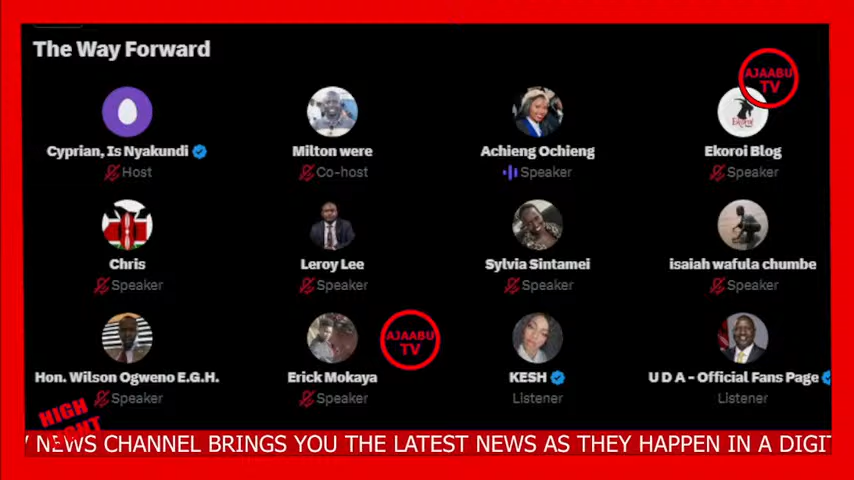 The Way Forward
AJAABU
TV
Cyprian, Is Nyakundi
Host
Milton were
Co-host
Achieng Ochieng
Speaker
Ekoroi Blog
Speaker
Chris
Speaker
Leroy Lee
Speaker
Sylvia Sintamei
Speaker
isaiah wafula chumbe
Speaker
Hon. Wilson Ogweno E.G.H.
Speaker
Erick Mokaya
Speaker
AJAABU
TV
KESH
Listener
U D A - Official Fans Page
Listener
HIGH
NEWS CHANNEL BRINGS YOU THE LATEST NEWS AS THEY HAPPEN IN A DIGIT